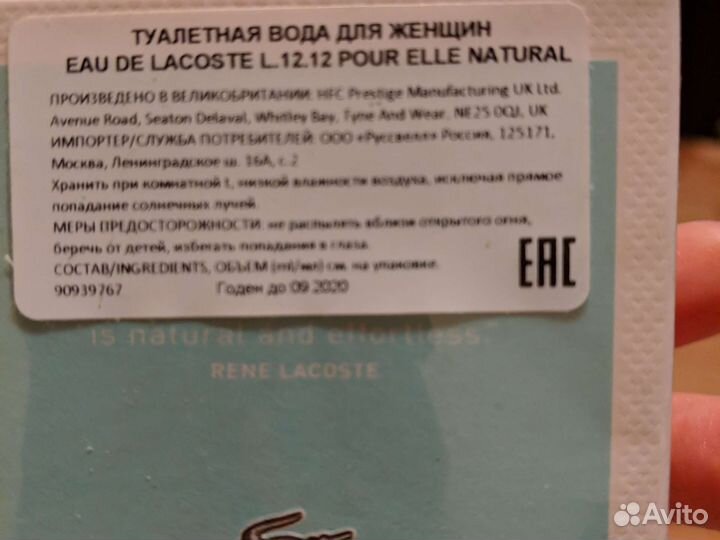 ТУАЛЕТНАЯ ВОДА ДЛЯ ЖЕНЩИН
EAU DE LACOSTE L.12.12 POUR ELLE NATURAL
ПРОИЗВЕДЕНО В ВЕЛИКОБРИТАНИИ: HFC Prestige Manufacturing UK Ltd.
Avenue Road, Seaton Delaval, Whitley Bay, Tyne And Wear, NE25 0QJ, UK
ИМПОРТЕР/СЛУЖБА ПОТРЕБИТЕЛЕЙ: ООО «Руссвелл» Россия, 125171,
Москва, Ленинградское ш. 16А, с.2
Хранить при комнатной t, низкой влажности воздуха, исключая прямое
попадание солнечных лучей.
МЕРЫ ПРЕДОСТОРОЖНОСТИ: не распылять вблизи открытого огня,
беречь от детей, избегать попадания в глаза.
СОСТАВ/INGREDIENTS, ОБЪЕМ (ml/мл) см. на упаковке.
90939767 Годен до 09.2020
EAC
is natural and effortless."
RENE LACOSTE
Avito